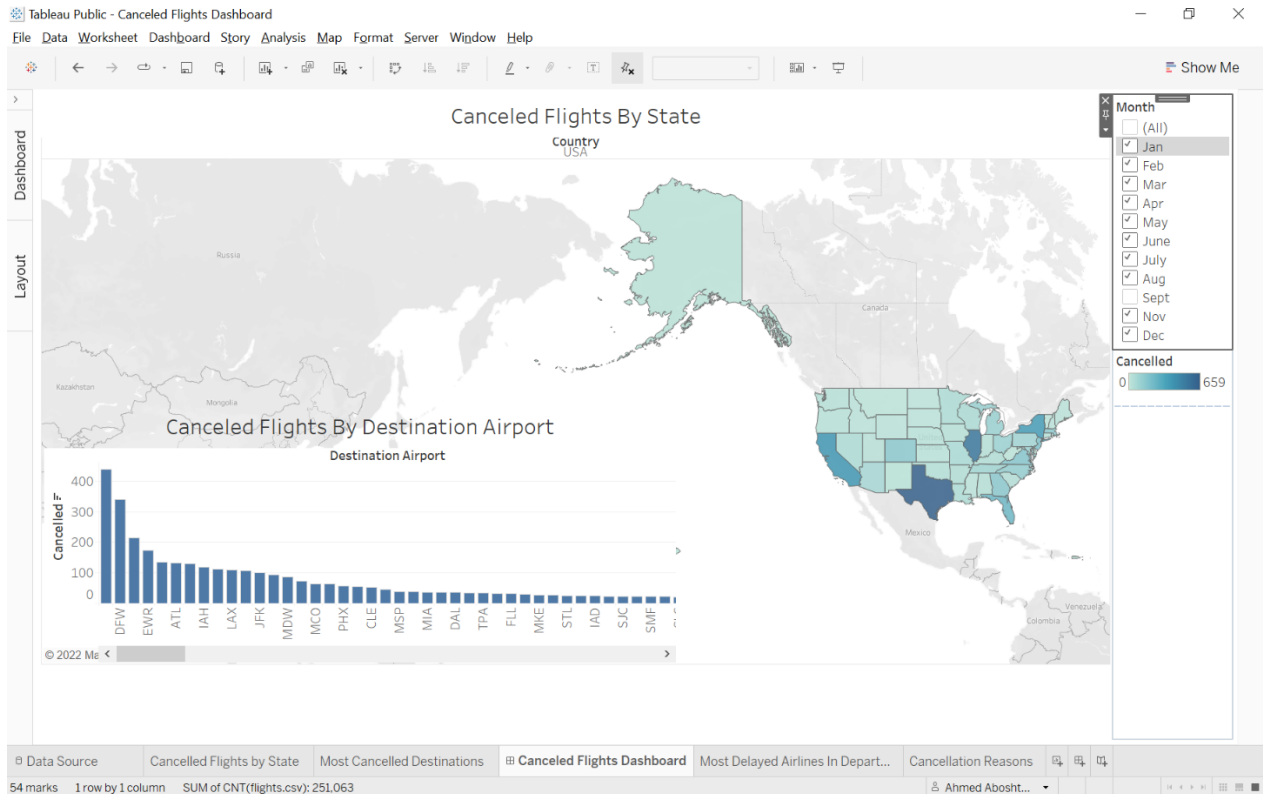 Tableau Public - Canceled Flights Dashboard
File Data Worksheet Dashboard Story Analysis Map Format Server Window Help
Show Me
Dashboard
Layout
Canceled Flights By State
Country
USA
Russia
Canada
Kazakhstan
Mongolia
Mexico
Venezuela
Colombia
Canceled Flights By Destination Airport
Destination Airport
Cancelled
400
300
200
100
0
DFW EWR ATL IAH LAX JFK MDW MCO PHX CLE MSP MIA DAL TPA FLL MKE STL IAD SJC SMF
© 2022 Ma
Month
(All)
Jan
Feb
Mar
Apr
May
June
July
Aug
Sept
Nov
Dec
Cancelled
0 659
Data Source Cancelled Flights by State Most Cancelled Destinations Canceled Flights Dashboard Most Delayed Airlines In Depart... Cancellation Reasons
54 marks 1 row by 1 column SUM of CNT(flights.csv): 251,063 Ahmed Abosht...